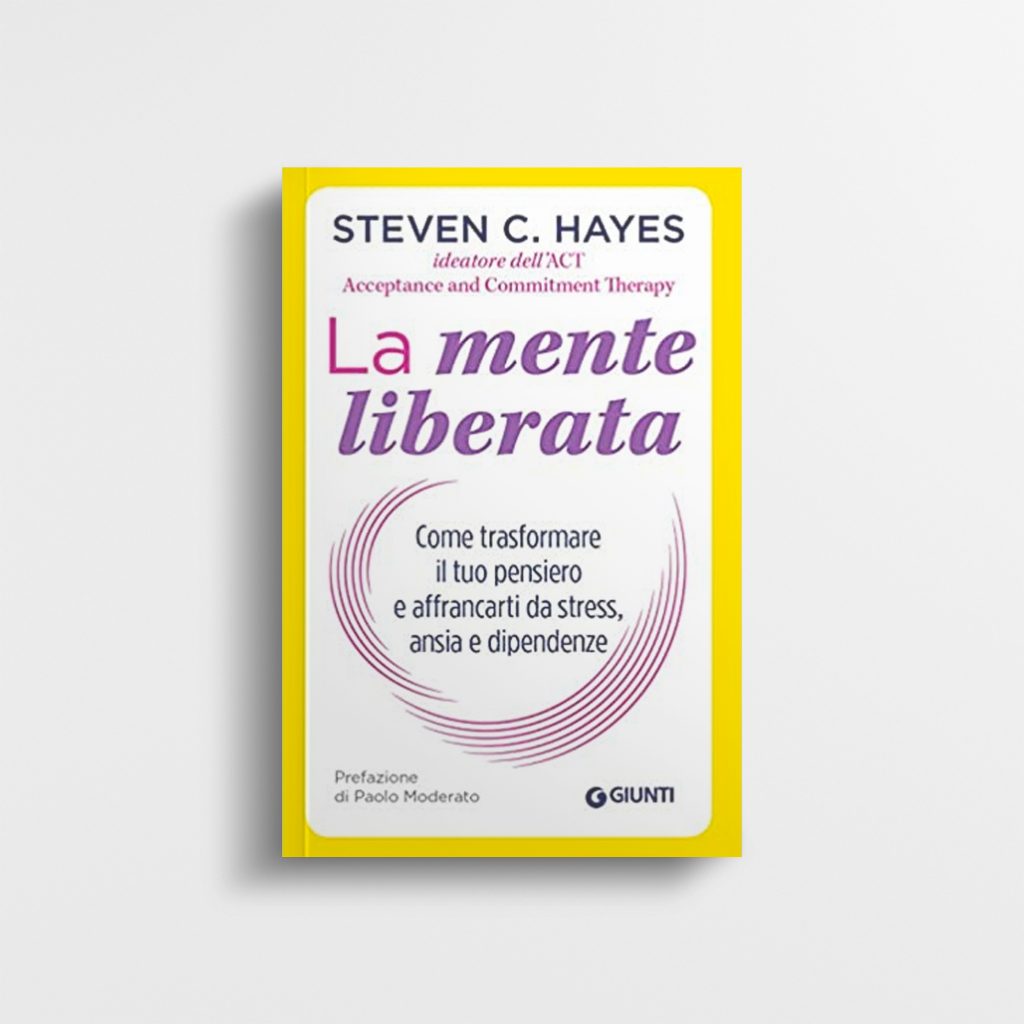 STEVEN C. HAYES
ideatore dell'ACT
Acceptance and Commitment Therapy
La mente
liberata
Come trasformare
il tuo pensiero
e affrancarti da stress,
ansia e dipendenze
Prefazione
di Paolo Moderato
GIUNTI